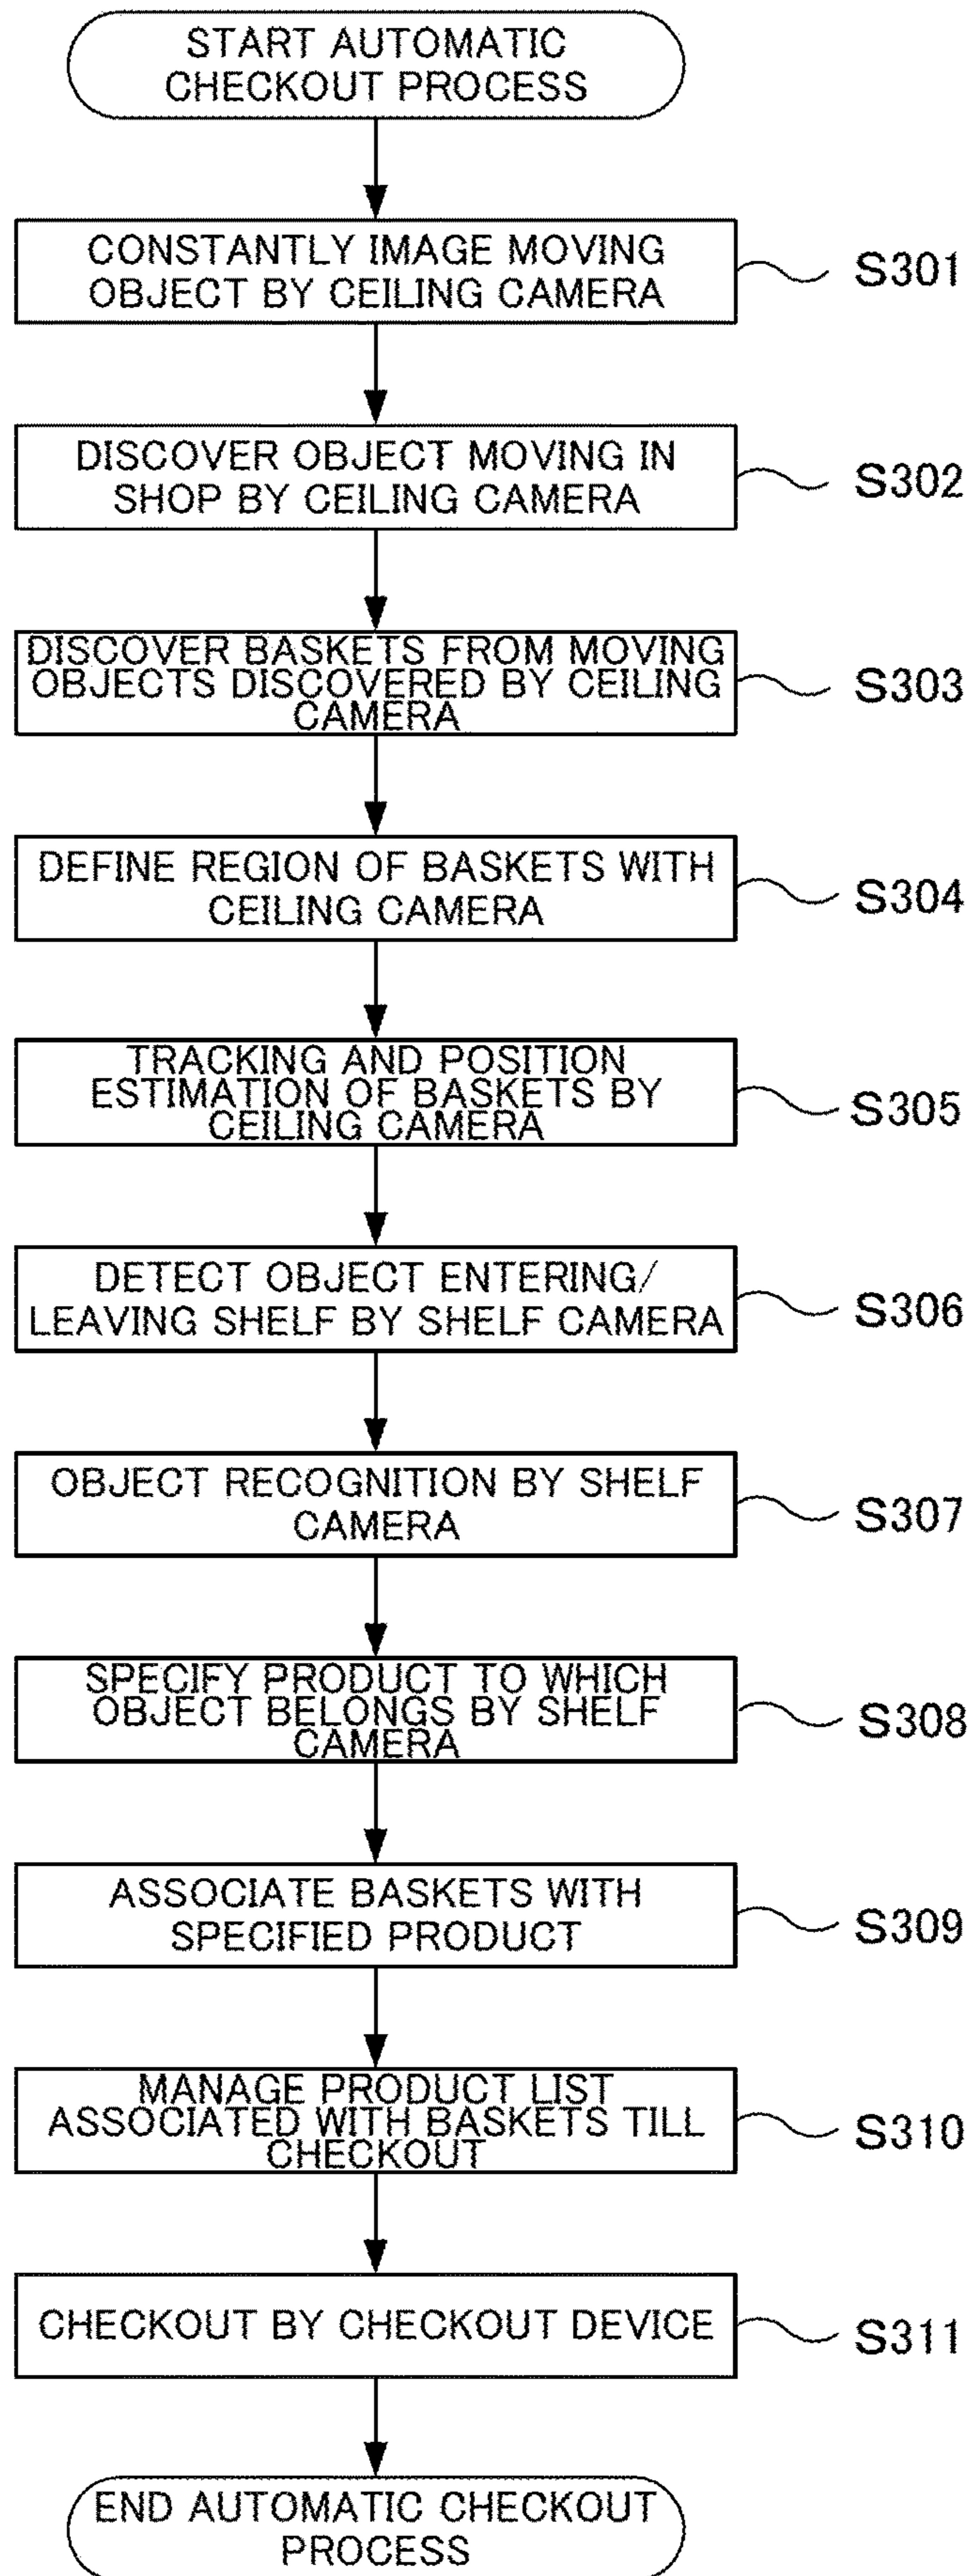 START AUTOMATIC
CHECKOUT PROCESS
CONSTANTLY IMAGE MOVING
OBJECT BY CEILING CAMERA
S301
DISCOVER OBJECT MOVING IN
SHOP BY CEILING CAMERA
S302
DISCOVER BASKETS FROM MOVING
OBJECTS DISCOVERED BY CEILING
CAMERA
S303
DEFINE REGION OF BASKETS WITH
CEILING CAMERA
S304
TRACKING AND POSITION
ESTIMATION OF BASKETS BY
CEILING CAMERA
S305
DETECT OBJECT ENTERING/
LEAVING SHELF BY SHELF CAMERA
S306
OBJECT RECOGNITION BY SHELF
CAMERA
S307
SPECIFY PRODUCT TO WHICH
OBJECT BELONGS BY SHELF
CAMERA
S308
ASSOCIATE BASKETS WITH
SPECIFIED PRODUCT
S309
MANAGE PRODUCT LIST
ASSOCIATED WITH BASKETS TILL
CHECKOUT
S310
CHECKOUT BY CHECKOUT DEVICE
S311
END AUTOMATIC CHECKOUT
PROCESS